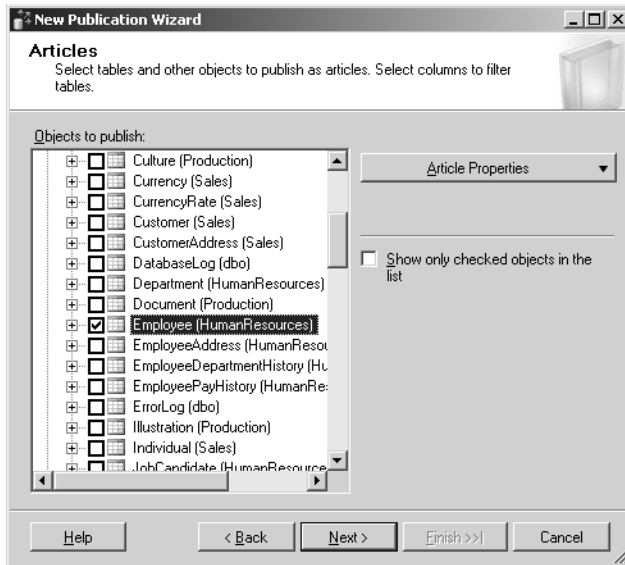 New Publication Wizard
Articles
Select tables and other objects to publish as articles. Select columns to filter
tables.
Objects to publish:
Culture (Production)
Currency (Sales)
CurrencyRate (Sales)
Customer (Sales)
CustomerAddress (Sales)
DatabaseLog (dbo)
Department (HumanResources)
Document (Production)
Employee (HumanResources)
EmployeeAddress (HumanResou
EmployeeDepartmentHistory (Hu
EmployeePayHistory (HumanRe
ErrorLog (dbo)
Illustration (Production)
Individual (Sales)
JobCandidate (HumanResource
Article Properties
Show only checked objects in the
list
Help
< Back
Next >
Finish >>|
Cancel